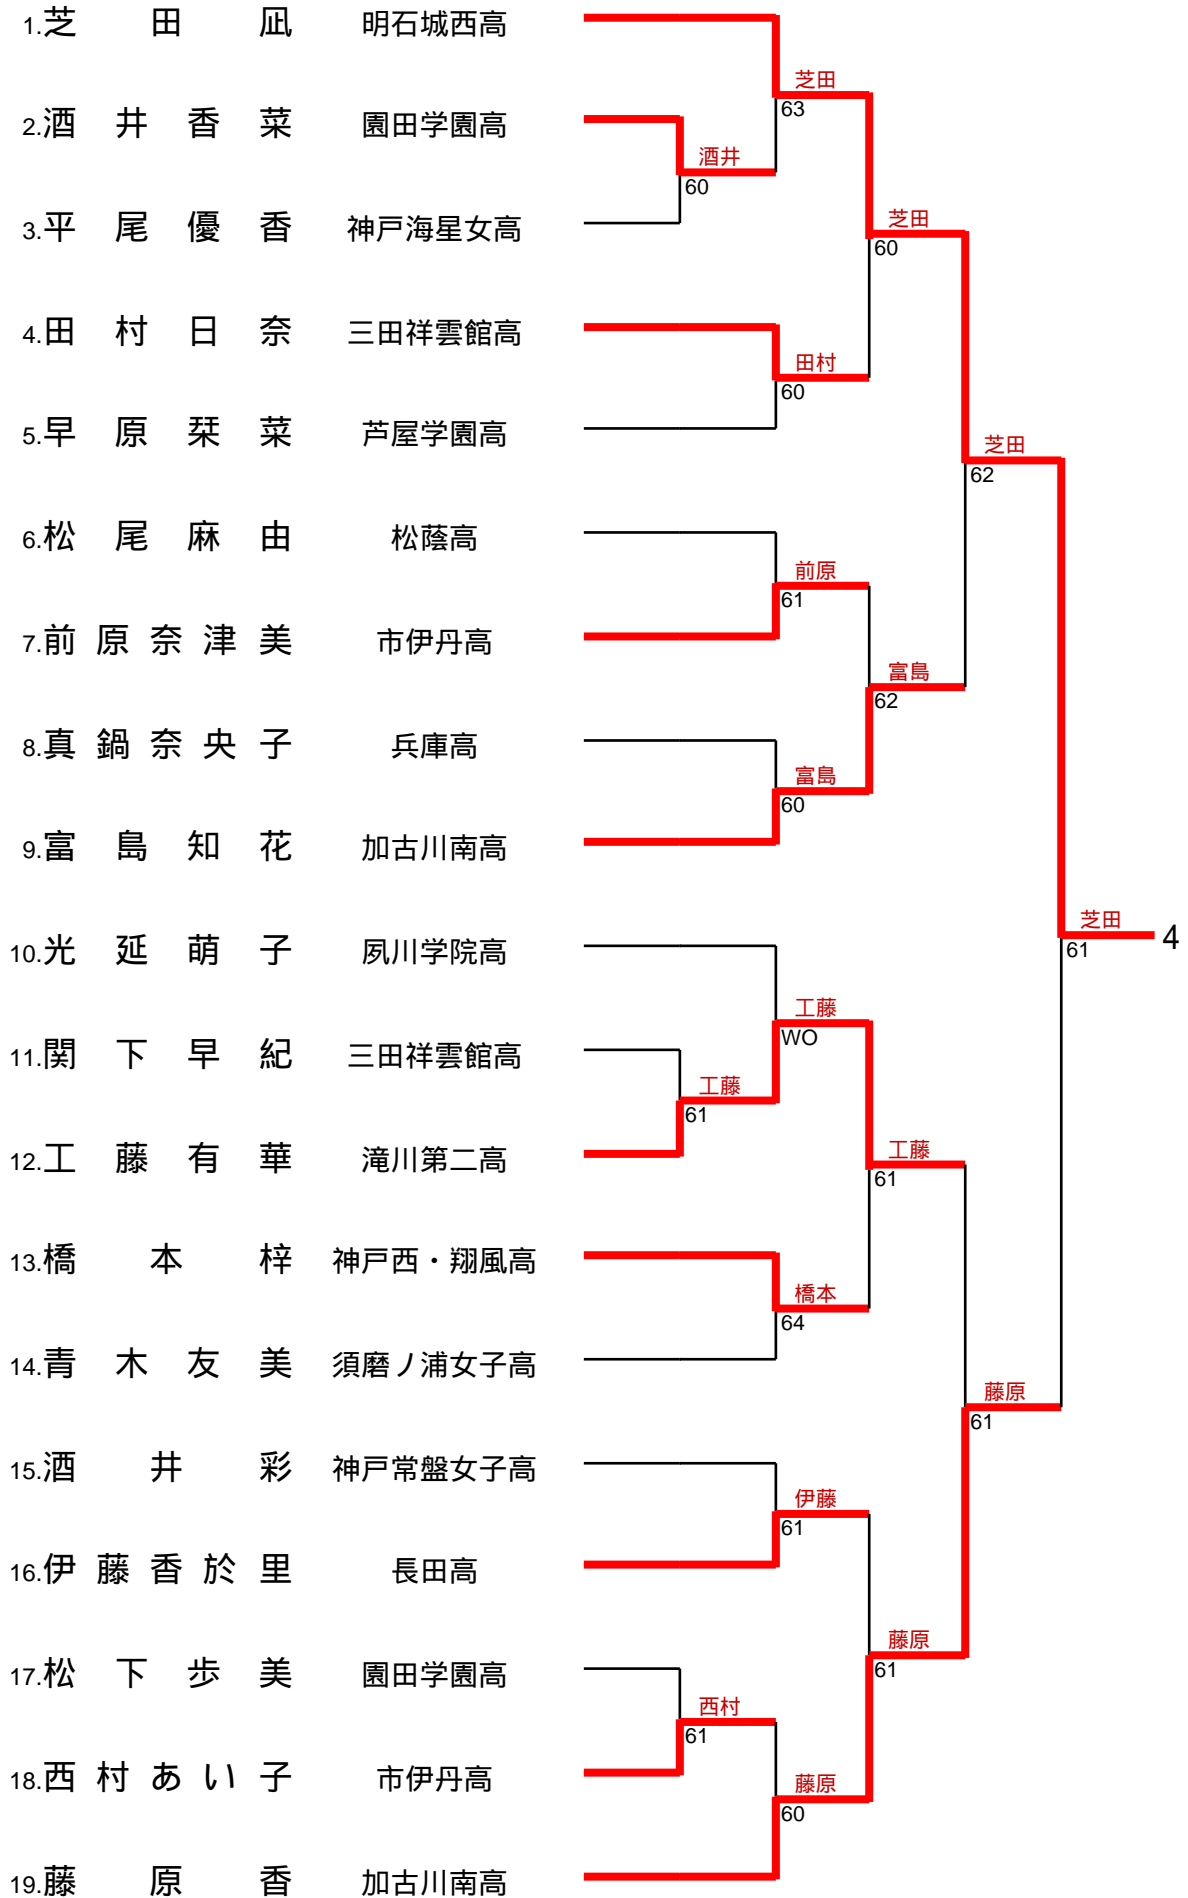 1.芝田凪 明石城西高
芝田
63
2.酒井香菜 園田学園高
酒井
60
3.平尾優香 神戸海星女高
芝田
60
4.田村日奈 三田祥雲館高
田村
60
5.早原栞菜 芦屋学園高
芝田
62
6.松尾麻由 松蔭高
前原
61
7.前原奈津美 市伊丹高
富島
62
8.真鍋奈央子 兵庫高
富島
60
9.富島知花 加古川南高
芝田
61
4
10.光延萌子 夙川学院高
工藤
WO
11.関下早紀 三田祥雲館高
工藤
61
12.工藤有華 滝川第二高
工藤
61
13.橋本梓 神戸西・翔風高
橋本
64
14.青木友美 須磨ノ浦女子高
藤原
61
15.酒井彩 神戸常盤女子高
伊藤
61
16.伊藤香於里 長田高
藤原
61
17.松下歩美 園田学園高
西村
61
18.西村あい子 市伊丹高
藤原
60
19.藤原香 加古川南高